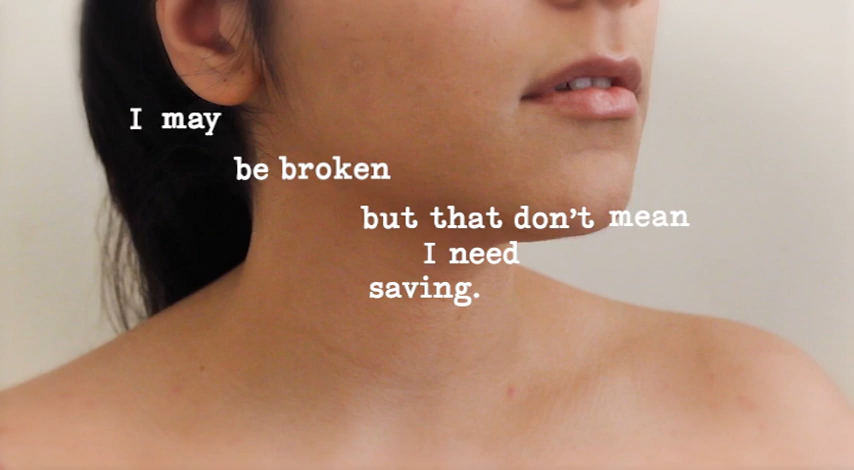 I may
be broken
but that don't mean
I need
saving.